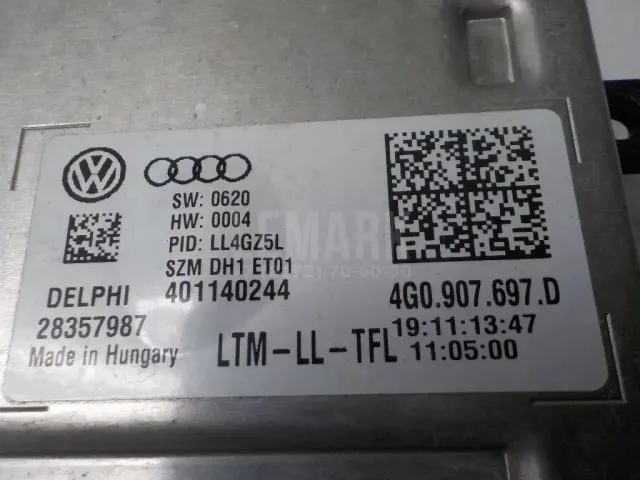 SW: 0620
HW: 0004
PID: LL4GZ5L
SZM DH1 ET01
DELPHI 401140244
28357987
Made in Hungary
LTM-LL-TFL
4G0.907.697.D
19:11:13:47
11:05:00